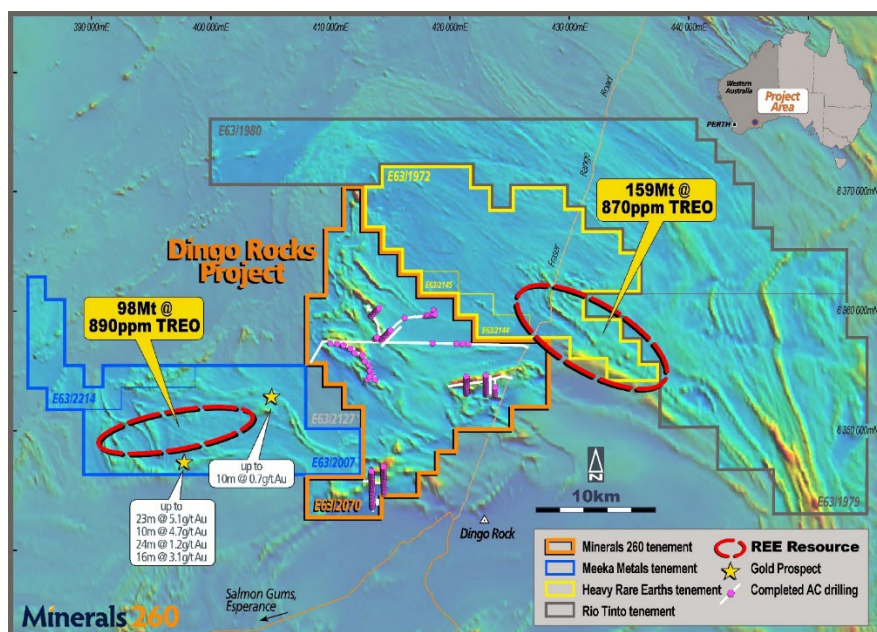 390 000mE
400 000mE
410 000mE
420 000mE
430 000mE
440 000mE
Western
Australia
Project
Area
PERTH
E63/1980
Road
E63/1972
6 370 000mN
Range
159Mt @
870ppm TREO
Dingo Rocks
Project
Fraser
E63/2145
98Mt @
890ppm TREO
6 360 000mN
E63/2144
E63/2214
E63/2127
6 350 000mN
E63/2007
up to
10m @ 0.7g/t Au
up to
23m @ 5.1g/t Au
10m @ 4.7g/t Au
24m @ 1.2g/t Au
16m @ 3.1g/t Au
E63/2070
N
10km
E63/1979
Dingo Rock
Minerals 260 tenement
REE Resource
Meeka Metals tenement
Gold Prospect
Heavy Rare Earths tenement
Completed AC drilling
Rio Tinto tenement
Salmon Gums,
Esperance
Minerals 260